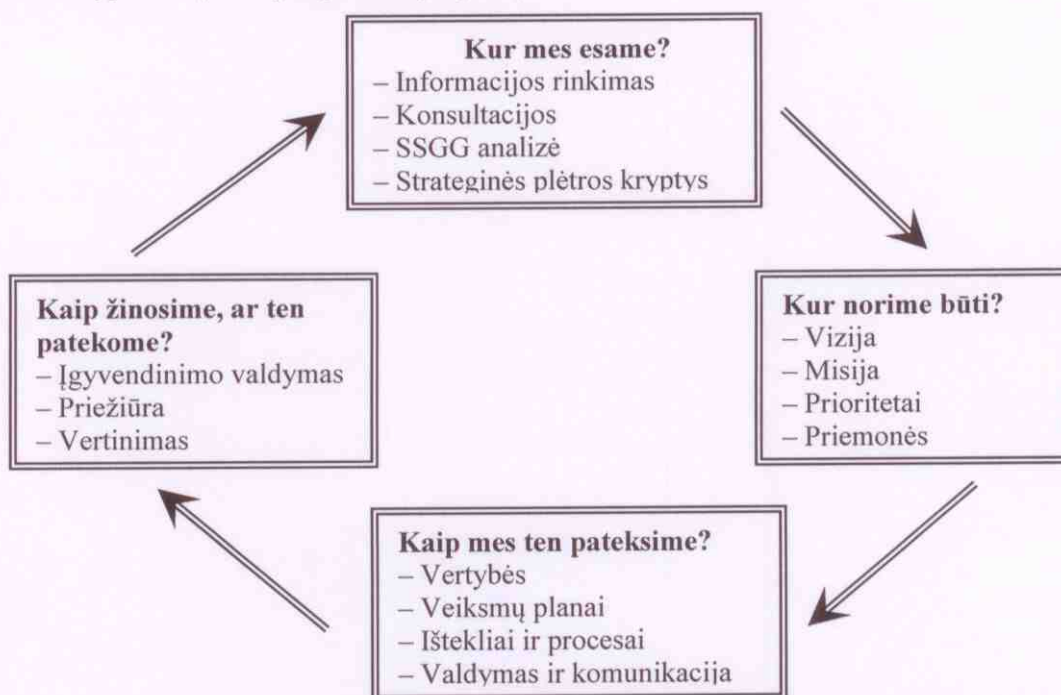 Kur mes esame?
– Informacijos rinkimas
– Konsultacijos
– SSGG analizė
– Strateginės plėtros kryptys
Kur norime būti?
– Vizija
– Misija
– Prioritetai
– Priemonės
Kaip mes ten pateksime?
– Vertybės
– Veiksmų planai
– Ištekliai ir procesai
– Valdymas ir komunikacija
Kaip žinosime, ar ten
patekome?
– Įgyvendinimo valdymas
– Priežiūra
– Vertinimas